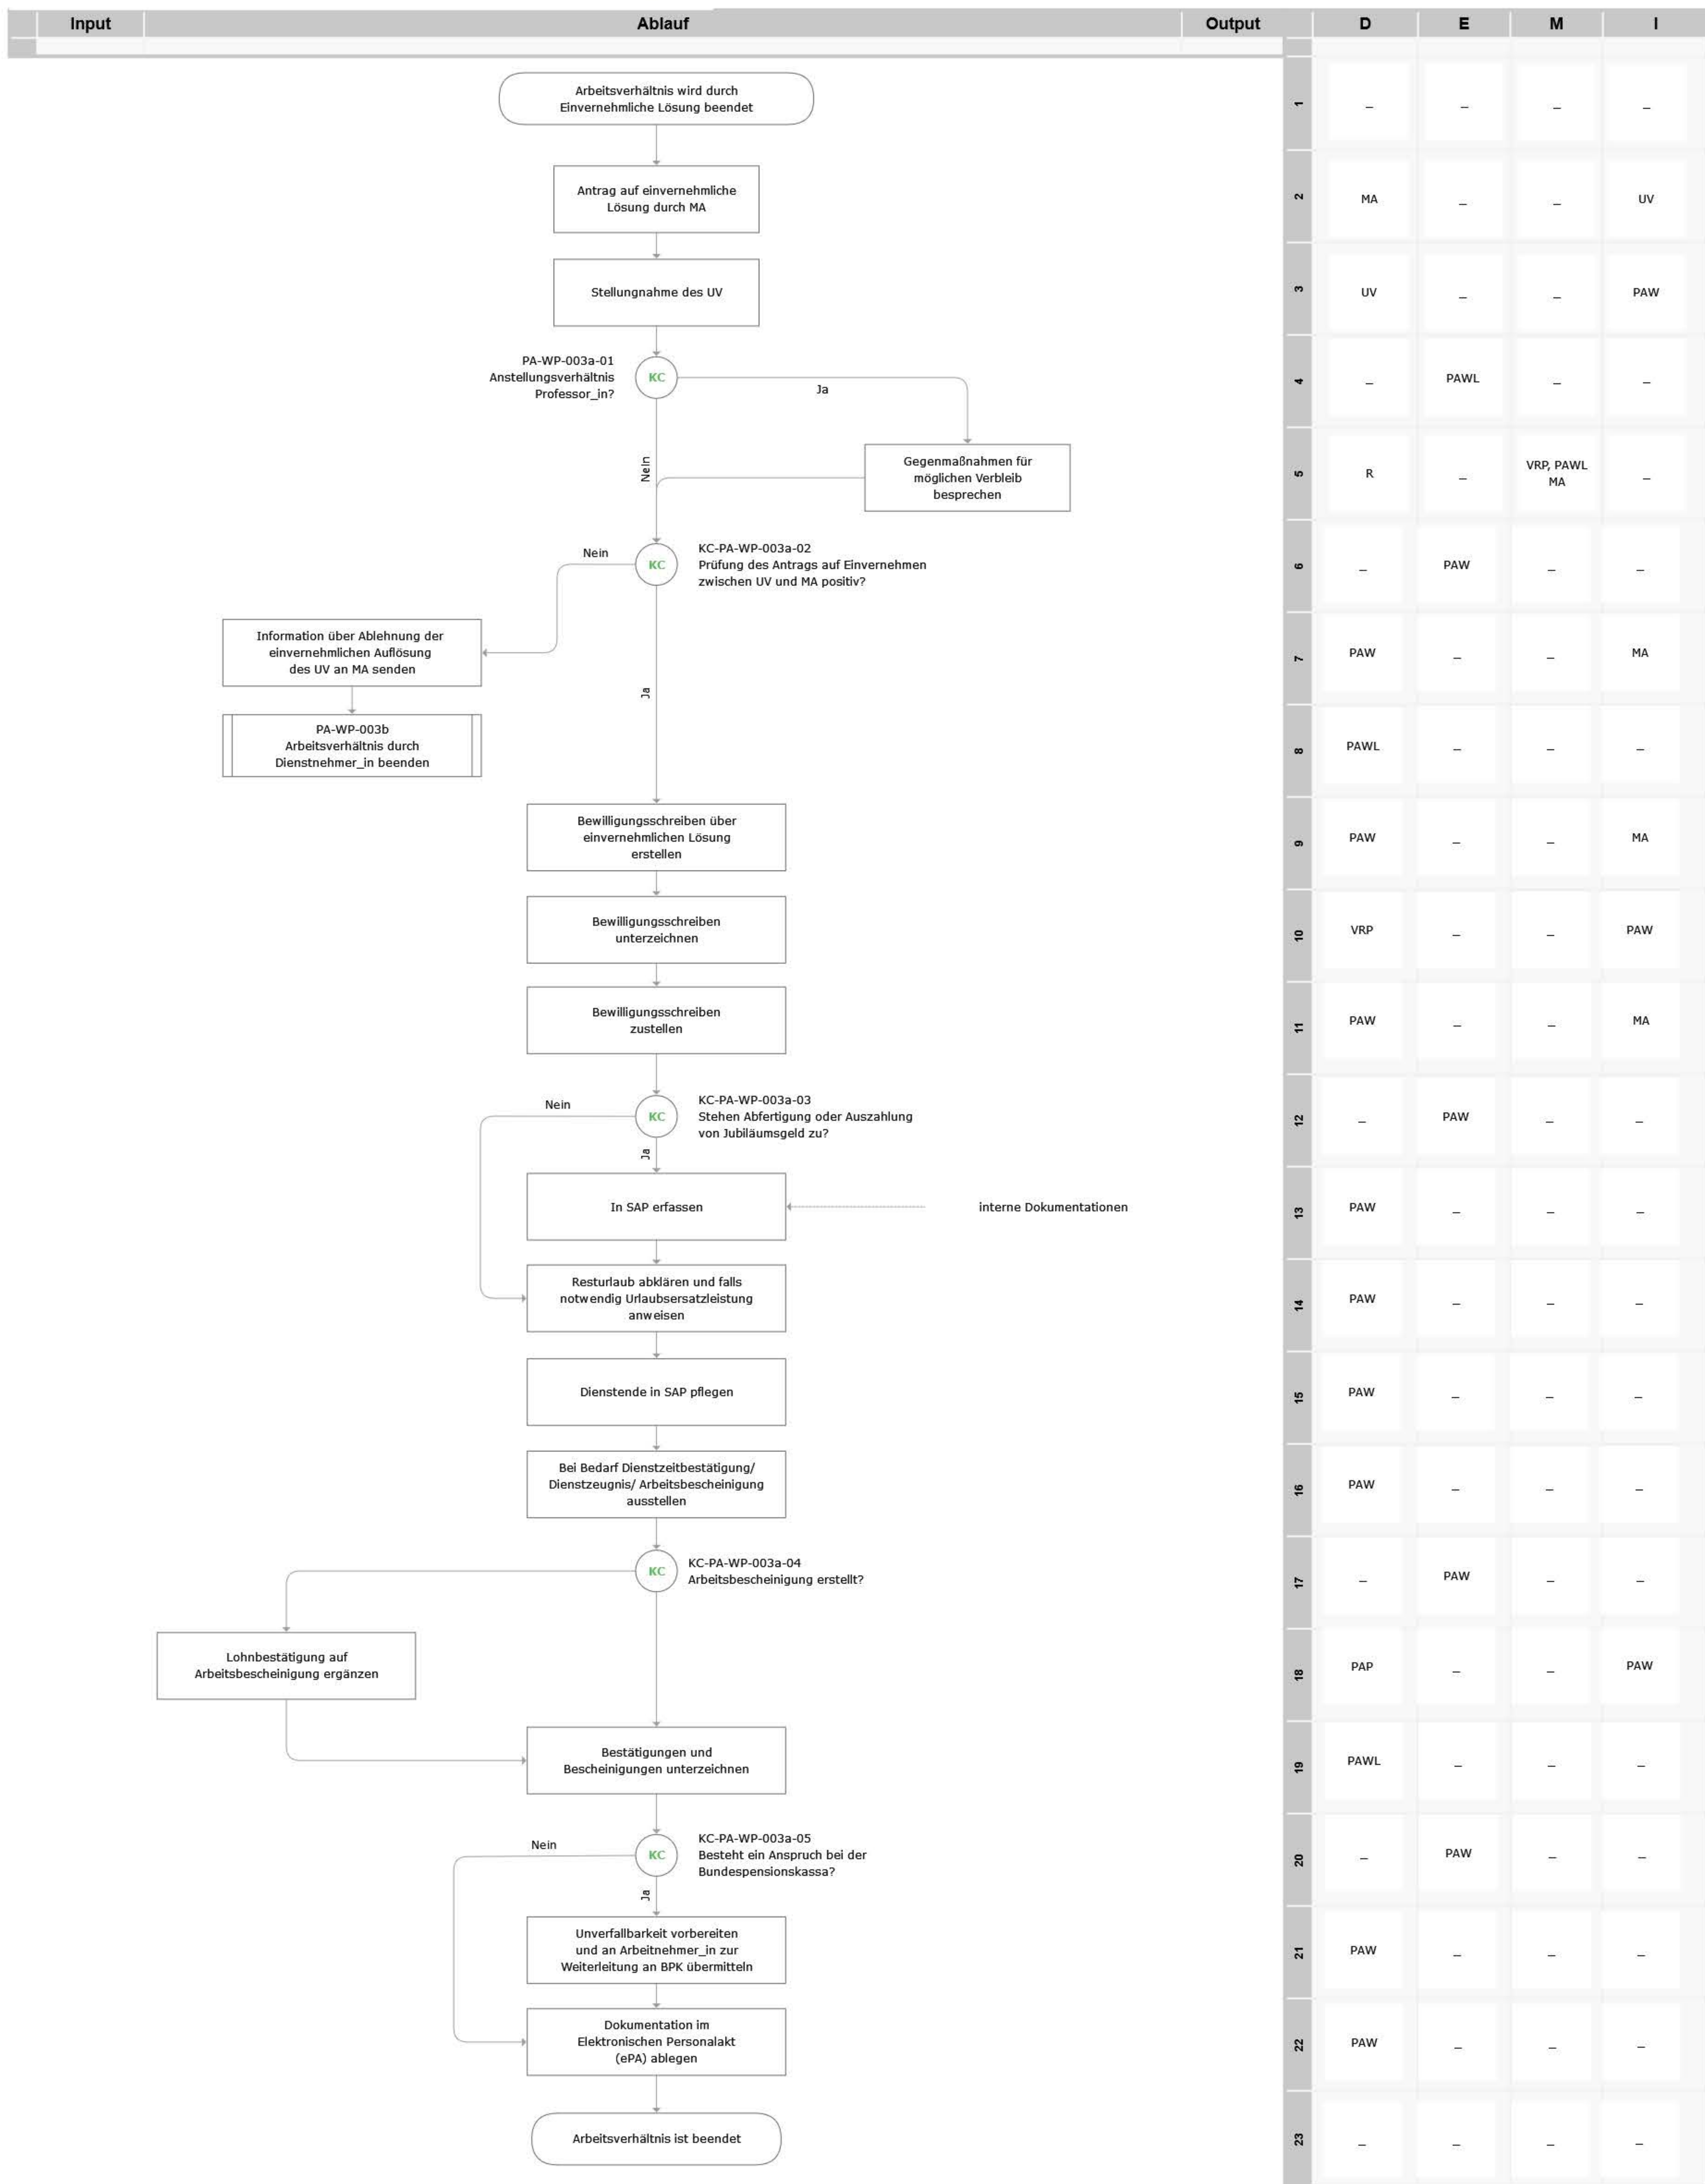 Input Ablauf Output D E M I
Arbeitsverhältnis wird durch
Einvernehmliche Lösung beendet
1 _ _ _ _
Antrag auf einvernehmliche
Lösung durch MA
2 MA _ _ UV
Stellungnahme des UV
3 UV _ _ PAW
PA-WP-003a-01
Anstellungsverhältnis
Professor_in?
KC
Ja
Nein
4 _ PAWL _ _
Gegenmaßnahmen für
möglichen Verbleib
besprechen
5 R _ VRP, PAWL
MA _
Nein
KC
KC-PA-WP-003a-02
Prüfung des Antrags auf Einvernehmen
zwischen UV und MA positiv?
Ja
6 _ PAW _ _
Information über Ablehnung der
einvernehmlichen Auflösung
des UV an MA senden
7 PAW _ _ MA
PA-WP-003b
Arbeitsverhältnis durch
Dienstnehmer_in beenden
8 PAWL _ _ _
Bewilligungsschreiben über
einvernehmlichen Lösung
erstellen
9 PAW _ _ MA
Bewilligungsschreiben
unterzeichnen
10 VRP _ _ PAW
Bewilligungsschreiben
zustellen
11 PAW _ _ MA
Nein
KC
KC-PA-WP-003a-03
Stehen Abfertigung oder Auszahlung
von Jubiläumsgeld zu?
Ja
12 _ PAW _ _
In SAP erfassen
interne Dokumentationen
13 PAW _ _ _
Resturlaub abklären und falls
notwendig Urlaubsersatzleistung
anweisen
14 PAW _ _ _
Dienstende in SAP pflegen
15 PAW _ _ _
Bei Bedarf Dienstzeitbestätigung/
Dienstzeugnis/ Arbeitsbescheinigung
ausstellen
16 PAW _ _ _
KC
KC-PA-WP-003a-04
Arbeitsbescheinigung erstellt?
17 _ PAW _ _
Lohnbestätigung auf
Arbeitsbescheinigung ergänzen
18 PAP _ _ PAW
Bestätigungen und
Bescheinigungen unterzeichnen
19 PAWL _ _ _
Nein
KC
KC-PA-WP-003a-05
Besteht ein Anspruch bei der
Bundespensionskassa?
Ja
20 _ PAW _ _
Unverfallbarkeit vorbereiten
und an Arbeitnehmer_in zur
Weiterleitung an BPK übermitteln
21 PAW _ _ _
Dokumentation im
Elektronischen Personalakt
(ePA) ablegen
22 PAW _ _ _
Arbeitsverhältnis ist beendet
23 _ _ _ _